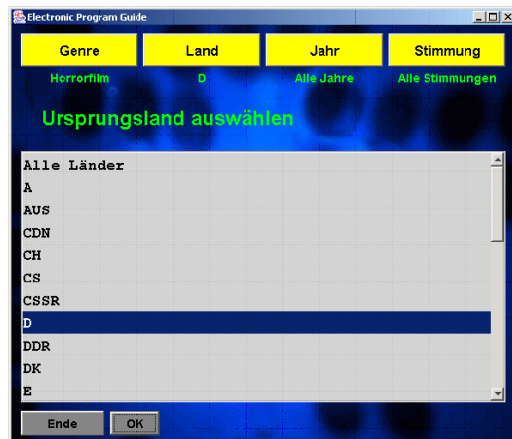 Electronic Program Guide
Genre Land Jahr Stimmung
Horrorfilm D Alle Jahre Alle Stimmungen
Ursprungsland auswählen
Alle Länder
A
AUS
CDN
CH
CS
CSSR
D
DDR
DK
E
Ende OK